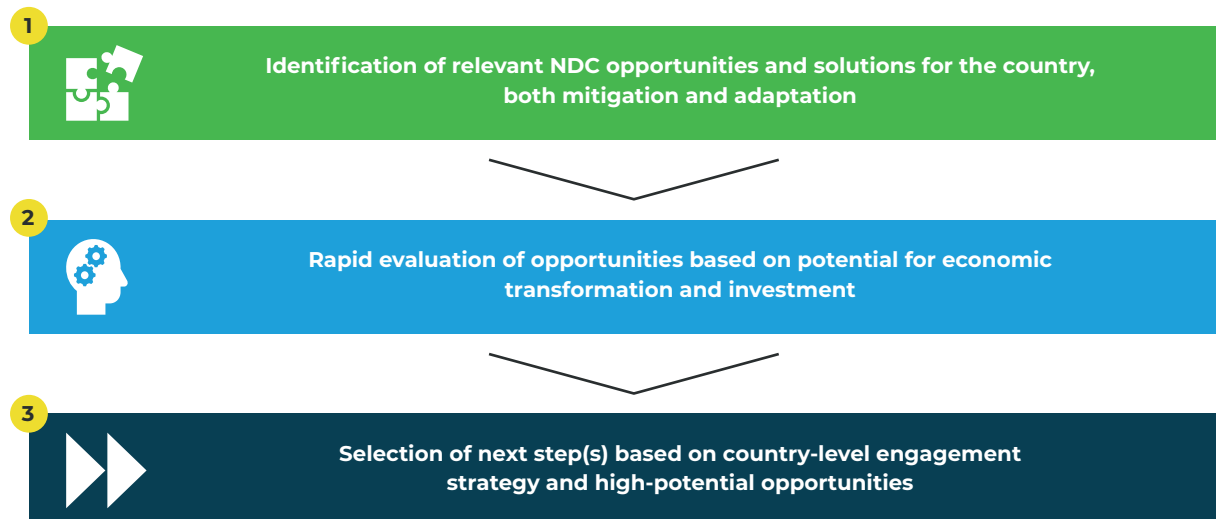 1
Identification of relevant NDC opportunities and solutions for the country,
both mitigation and adaptation
2
Rapid evaluation of opportunities based on potential for economic
transformation and investment
3
Selection of next step(s) based on country-level engagement
strategy and high-potential opportunities